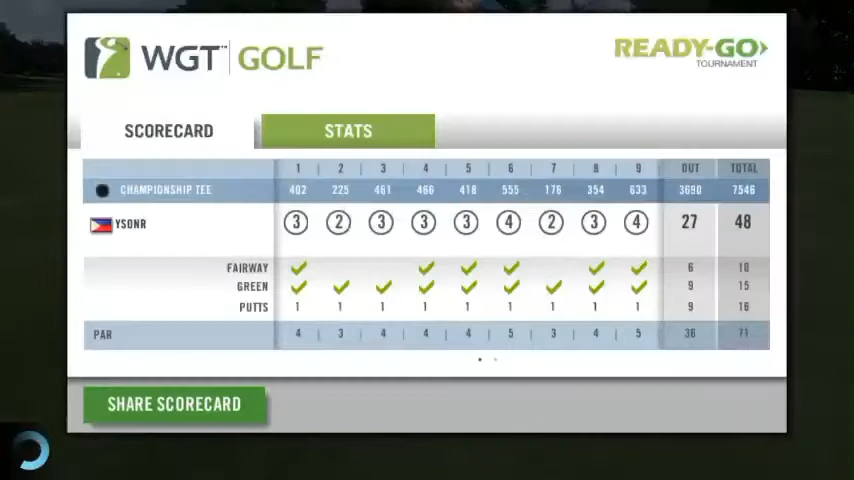 WGT™ GOLF
READY-GO
TOURNAMENT
SCORECARD STATS
1 2 3 4 5 6 7 8 9 OUT TOTAL
CHAMPIONSHIP TEE 402 225 461 466 418 555 176 354 633 3690 7546
YSONR 3 2 3 3 3 4 2 3 4 27 48
FAIRWAY 6 10
GREEN 9 15
PUTTS 1 1 1 1 1 1 1 1 1 9 16
PAR 4 3 4 4 4 5 3 4 5 36 71
SHARE SCORECARD